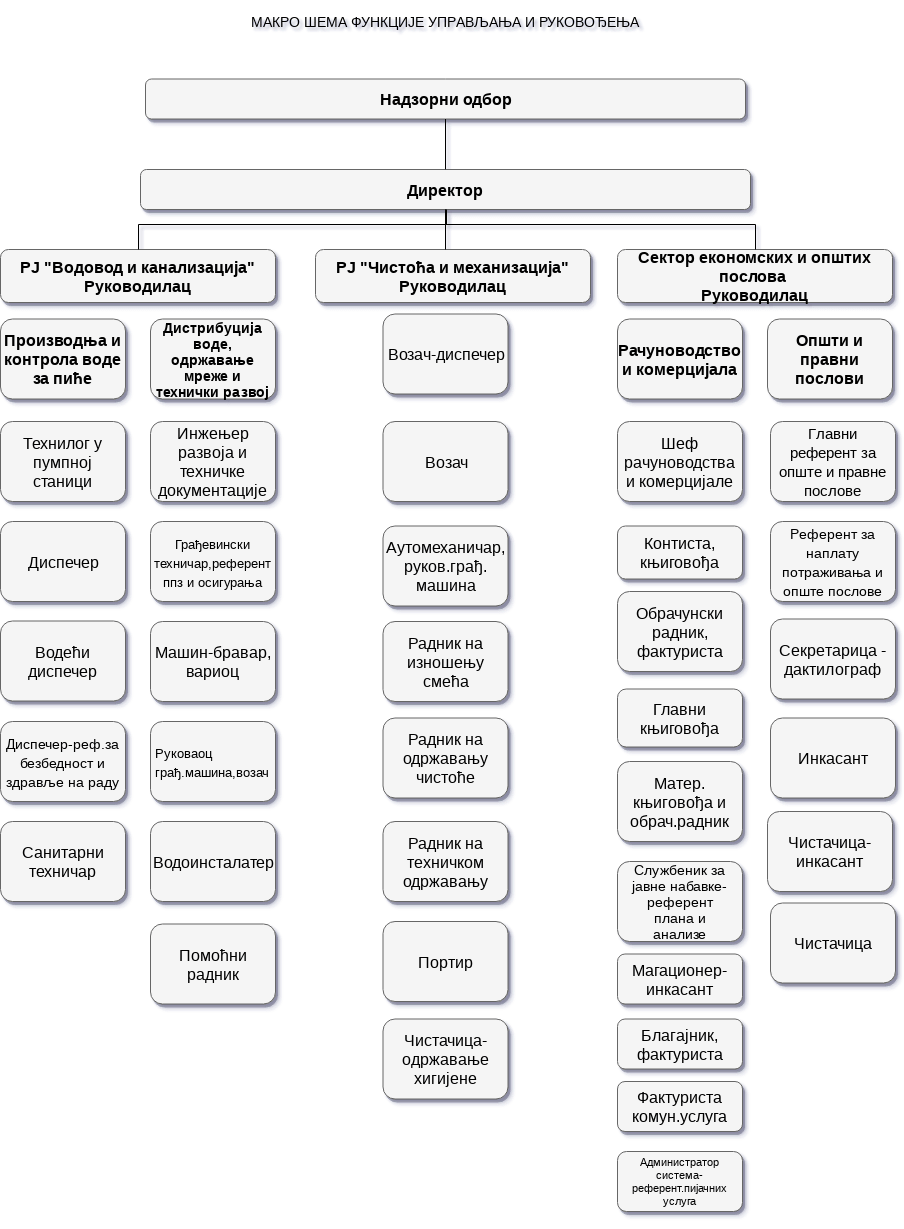 МАКРО ШЕМА ФУНКЦИЈЕ УПРАВЉАЊА И РУКОВОЂЕЊА
Надзорни одбор
Директор
РЈ "Водовод и канализација"
Руководилац
РЈ "Чистоћа и механизација"
Руководилац
Сектор економских и општих
послова
Руководилац
Производња и
контрола воде
за пиће
Дистрибуција
воде,
одржавање
мреже и
технички развој
Возач-диспечер
Рачуноводство
и комерцијала
Општи и
правни
послови
Технилог у
пумпној
станици
Инжењер
развоја и
техничке
документације
Возач
Шеф
рачуноводства
и комерцијале
Главни
референт за
опште и правне
послове
Диспечер
Грађевински
техничар,референт
ппз и осигурања
Аутомеханичар,
руков.грађ.
машина
Контиста,
књиговођа
Референт за
наплату
потраживања и
опште послове
Обрачунски
радник,
фактуриста
Водећи
диспечер
Машин-бравар,
вариоц
Радник на
изношењу
смећа
Секретарица -
дактилограф
Главни
књиговођа
Диспечер-реф.за
безбедност и
здравље на раду
Руковаоц
грађ.машина,возач
Радник на
одржавању
чистоће
Инкасант
Матер.
књиговођа и
обрач.радник
Санитарни
техничар
Водоинсталатер
Радник на
техничком
одржавању
Чистачица-
инкасант
Службеник за
јавне набавке-
референт
плана и
анализе
Помоћни
радник
Портир
Чистачица
Магационер-
инкасант
Чистачица-
одржавање
хигијене
Благајник,
фактуриста
Фактуриста
комун.услуга
Администратор
система-
референт.пијачних
услуга